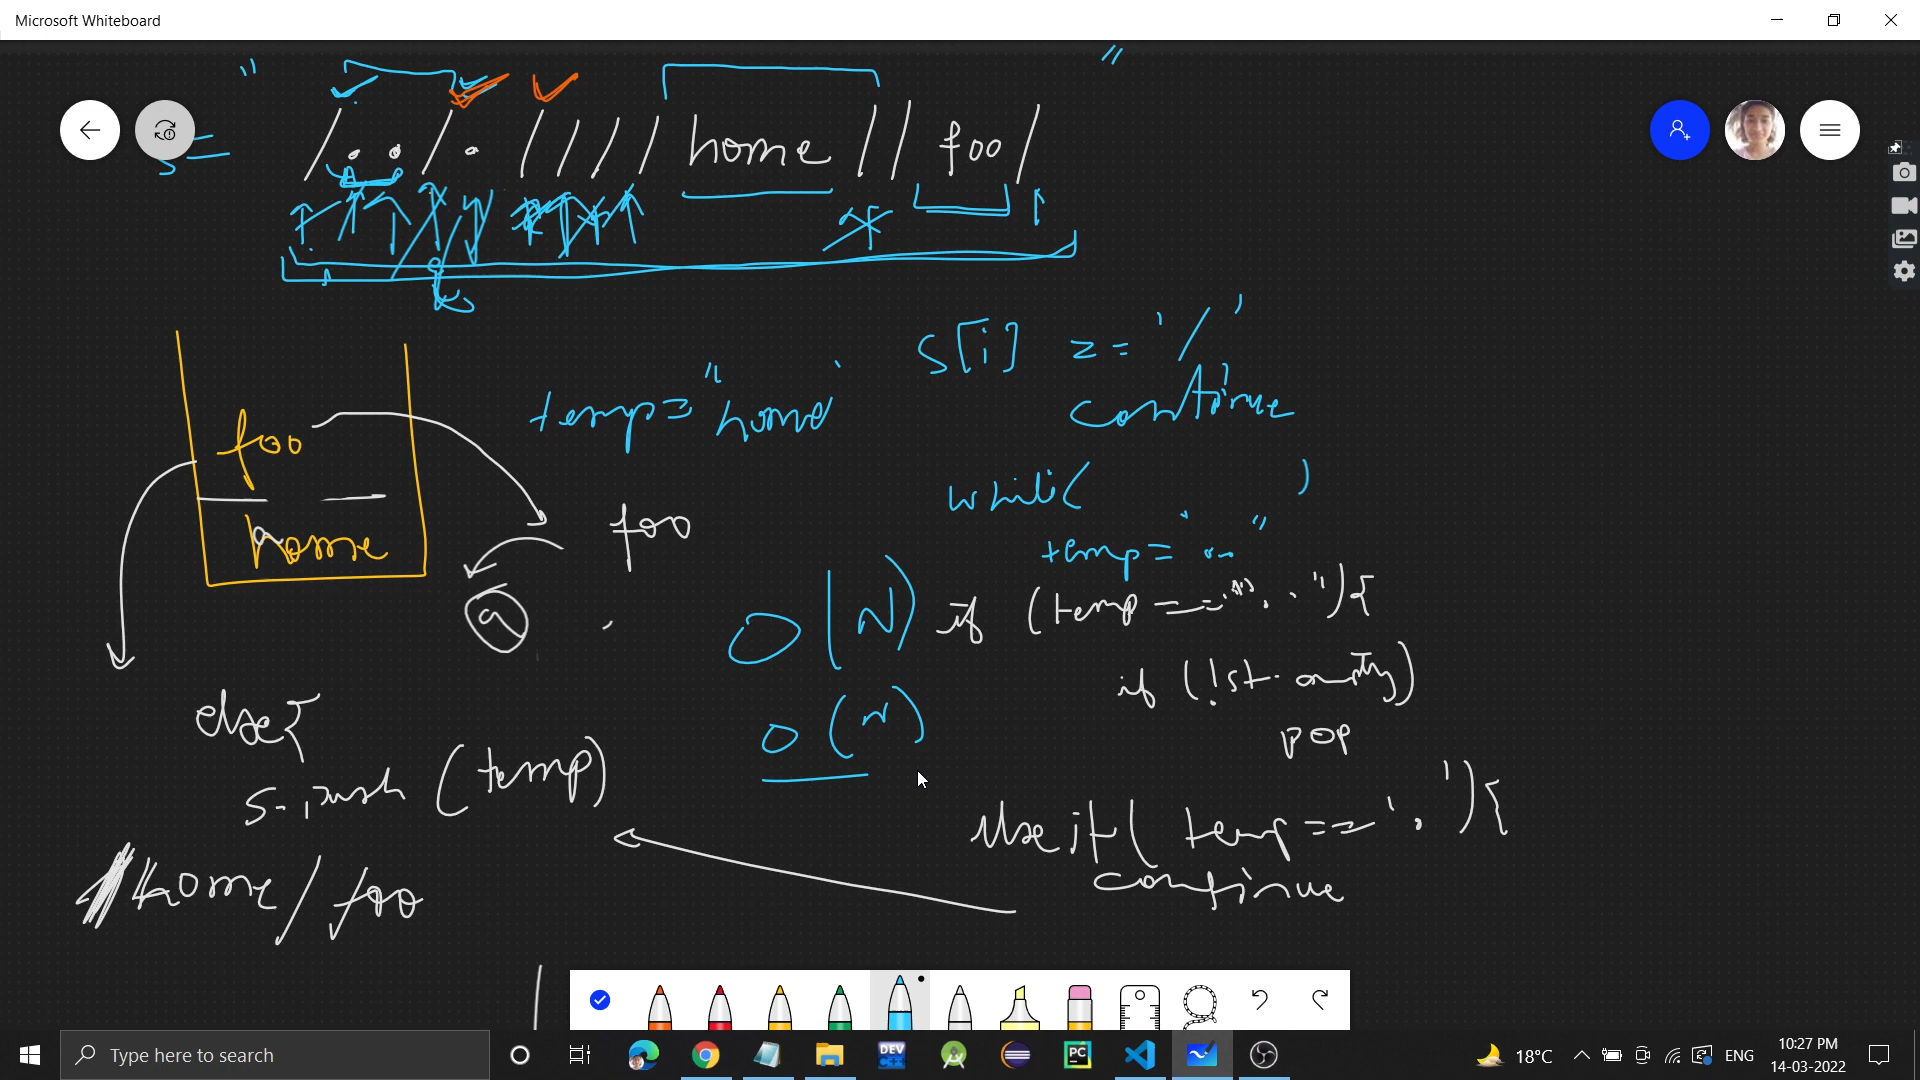 Microsoft Whiteboard
" "
s = /.././///home//foo/
s[i] == '/'
continue
temp = "home'
while( )
temp = ".."
foo
home
foo
a
O(N)
if (temp == ". ."){
if (!st.empty)
pop
O(N)
else{
s.push (temp)
else if( temp == '.'){
continue
/home/foo
Type here to search
18°C
ENG
10:27 PM
14-03-2022